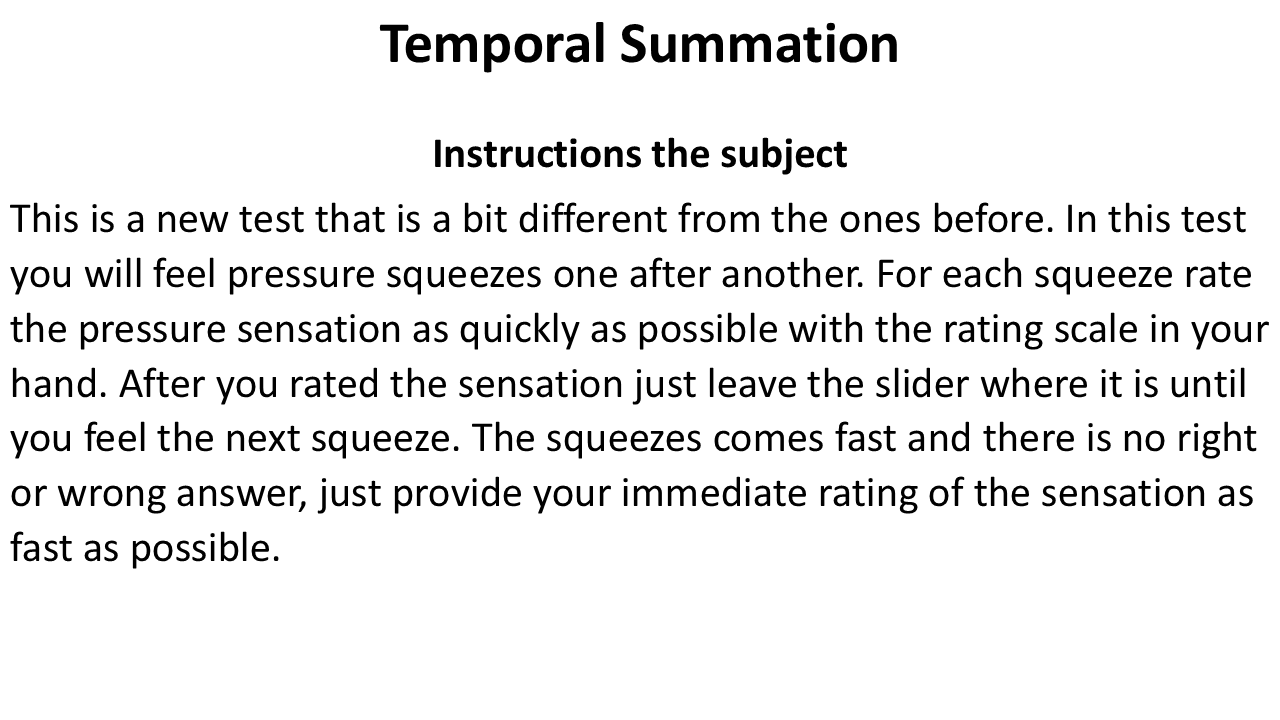 Temporal Summation
Instructions the subject
This is a new test that is a bit different from the ones before. In this test
you will feel pressure squeezes one after another. For each squeeze rate
the pressure sensation as quickly as possible with the rating scale in your
hand. After you rated the sensation just leave the slider where it is until
you feel the next squeeze. The squeezes comes fast and there is no right
or wrong answer, just provide your immediate rating of the sensation as
fast as possible.